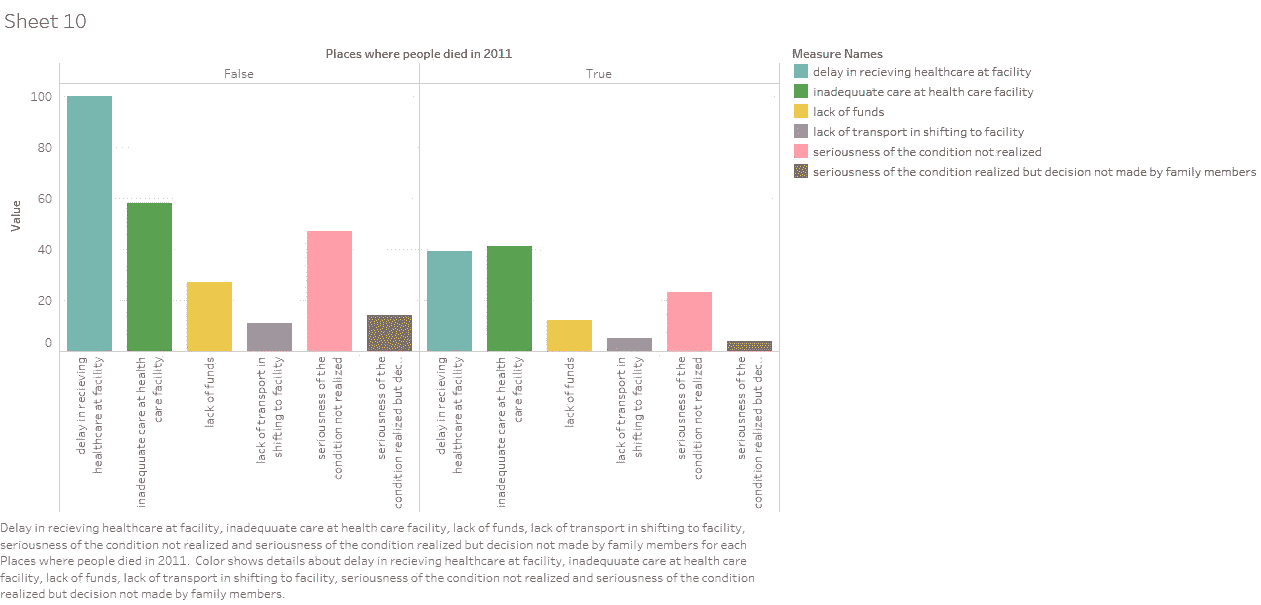 Sheet 10
Places where people died in 2011
False
True
Value
100
80
60
40
20
0
delay in recieving
healthcare at facility
inadequuate care at health
care facility
lack of funds
lack of transport in
shifting to facility
seriousness of the
condition not realized
seriousness of the
condition realized but dec..
delay in recieving
healthcare at facility
inadequuate care at health
care facility
lack of funds
lack of transport in
shifting to facility
seriousness of the
condition not realized
seriousness of the
condition realized but dec..
Measure Names
delay in recieving healthcare at facility
inadequuate care at health care facility
lack of funds
lack of transport in shifting to facility
seriousness of the condition not realized
seriousness of the condition realized but decision not made by family members
Delay in recieving healthcare at facility, inadequuate care at health care facility, lack of funds, lack of transport in shifting to facility,
seriousness of the condition not realized and seriousness of the condition realized but decision not made by family members for each
Places where people died in 2011. Color shows details about delay in recieving healthcare at facility, inadequuate care at health care
facility, lack of funds, lack of transport in shifting to facility, seriousness of the condition not realized and seriousness of the condition
realized but decision not made by family members.